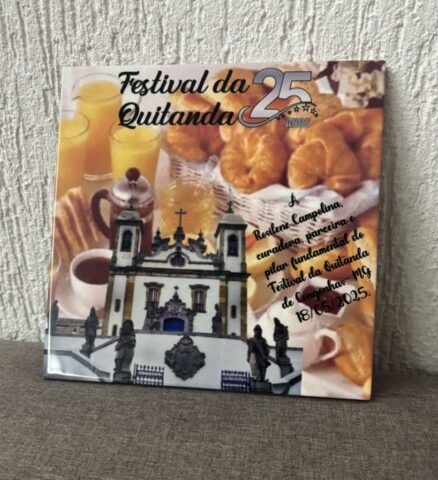 Festival da
Quitanda
25
ANOS
A
Rosilene Campolina,
curadora, parceira e
pilar fundamental do
Festival da Quitanda
de Congonhas MG
18/05/2025.